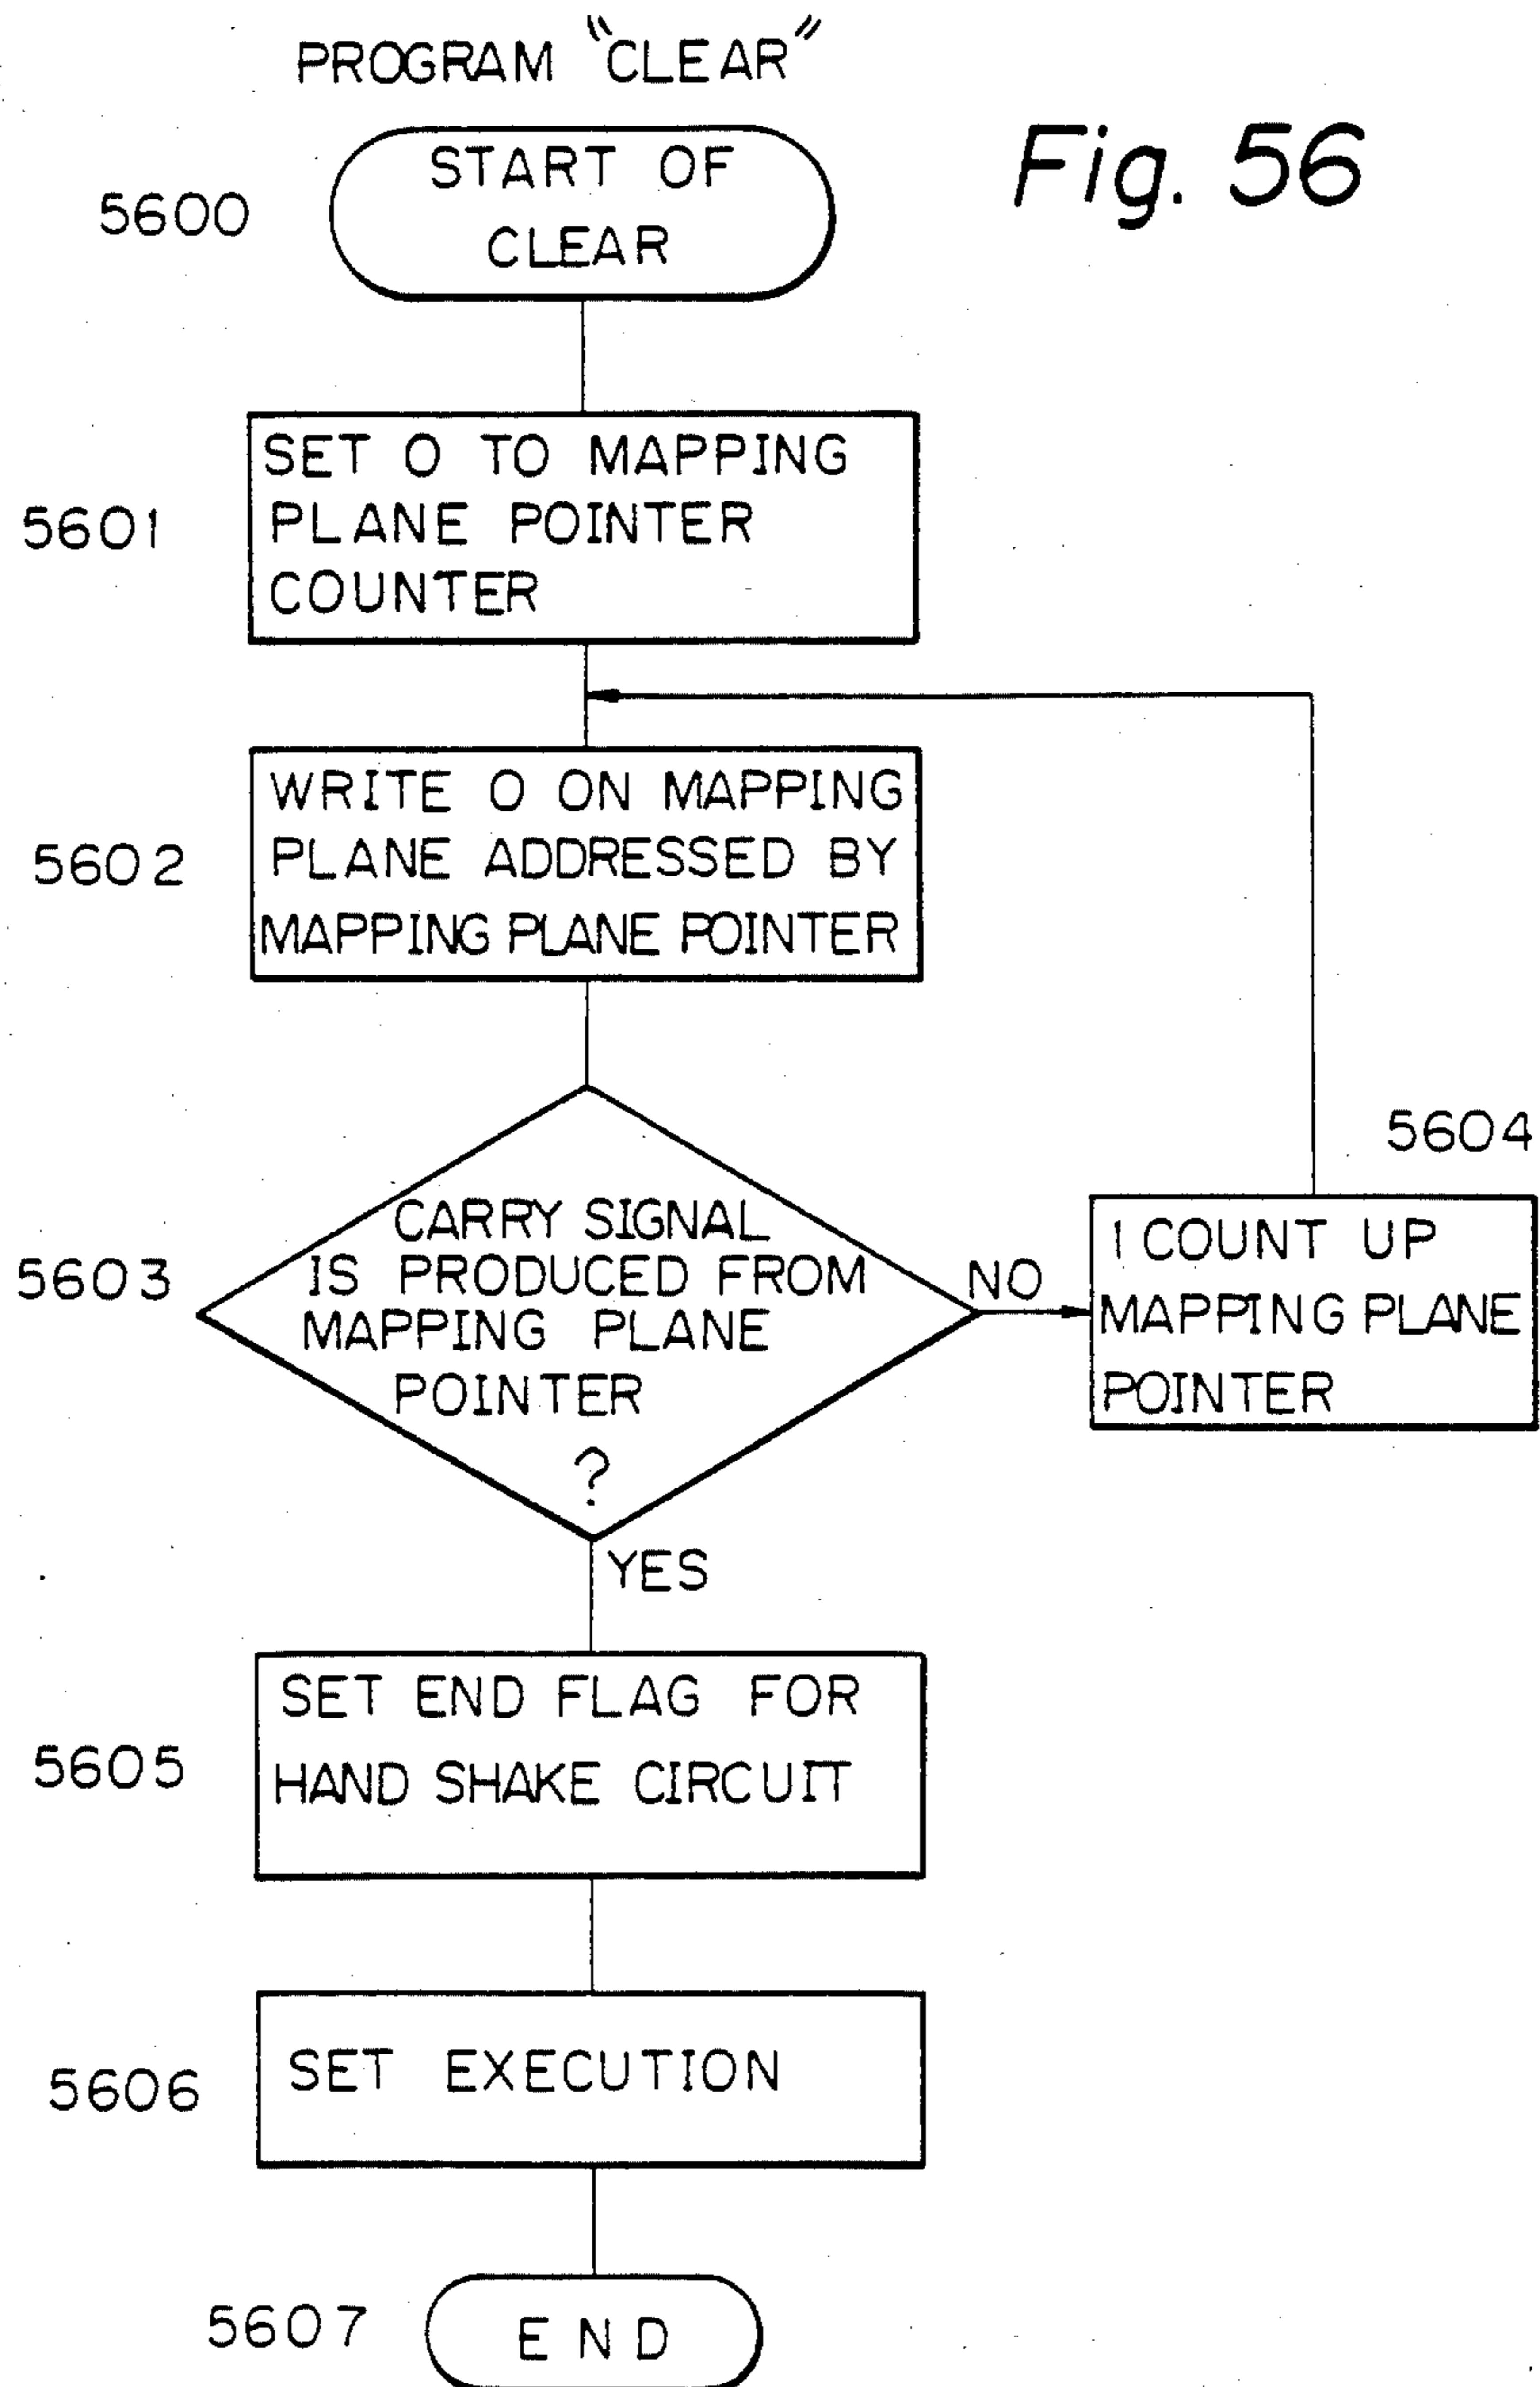 PROGRAM "CLEAR"
Fig. 56
5600
START OF
CLEAR
5601
SET 0 TO MAPPING
PLANE POINTER
COUNTER
5602
WRITE 0 ON MAPPING
PLANE ADDRESSED BY
MAPPING PLANE POINTER
5603
CARRY SIGNAL
IS PRODUCED FROM
MAPPING PLANE
POINTER
?
NO
5604
1 COUNT UP
MAPPING PLANE
POINTER
YES
5605
SET END FLAG FOR
HAND SHAKE CIRCUIT
5606
SET EXECUTION
5607
END